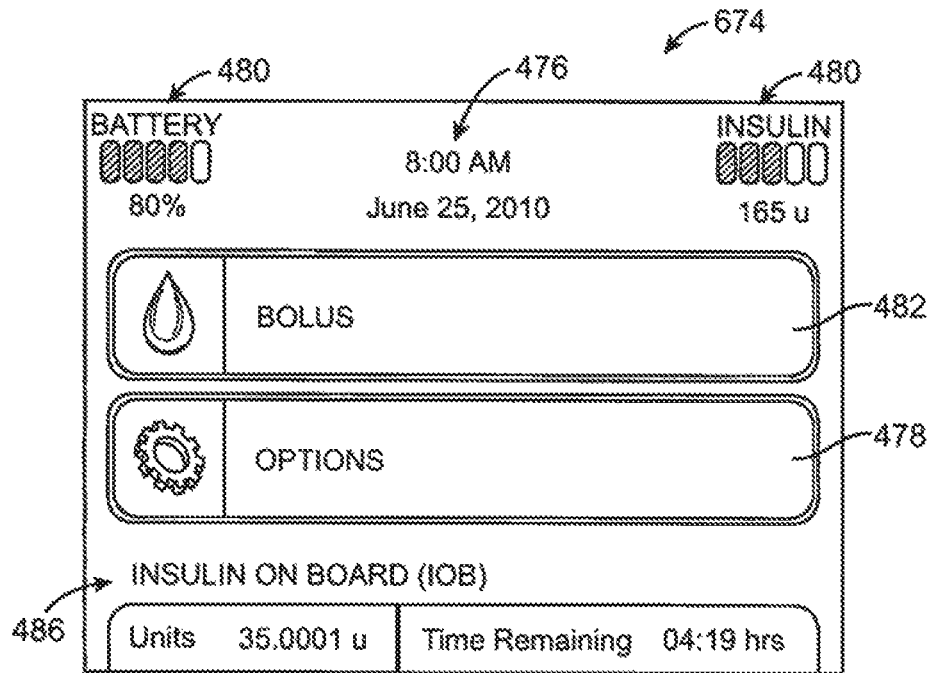 674
480 476 480
BATTERY INSULIN
8:00 AM
80% June 25, 2010 165 u
BOLUS
482
OPTIONS
478
INSULIN ON BOARD (IOB)
486
Units 35.0001 u Time Remaining 04:19 hrs